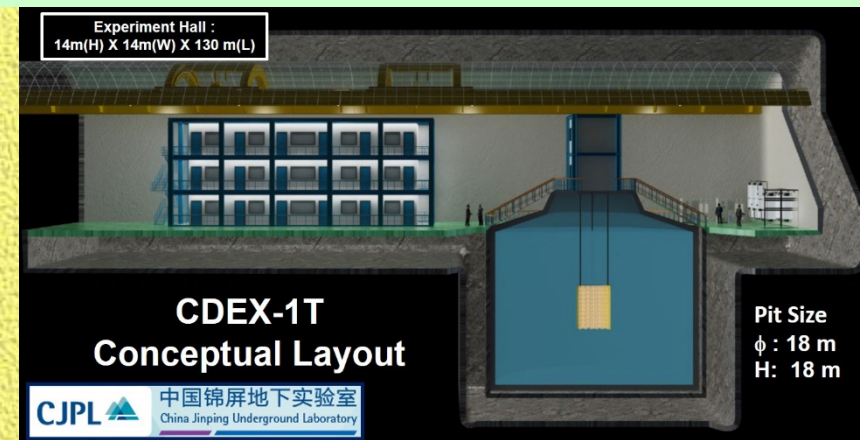 Experiment Hall :
14m(H) X 14m(W) X 130 m(L)
CDEX-1T
Conceptual Layout
Pit Size
ϕ : 18 m
H: 18 m
CJPL
中国锦屏地下实验室
China Jinping Underground Laboratory